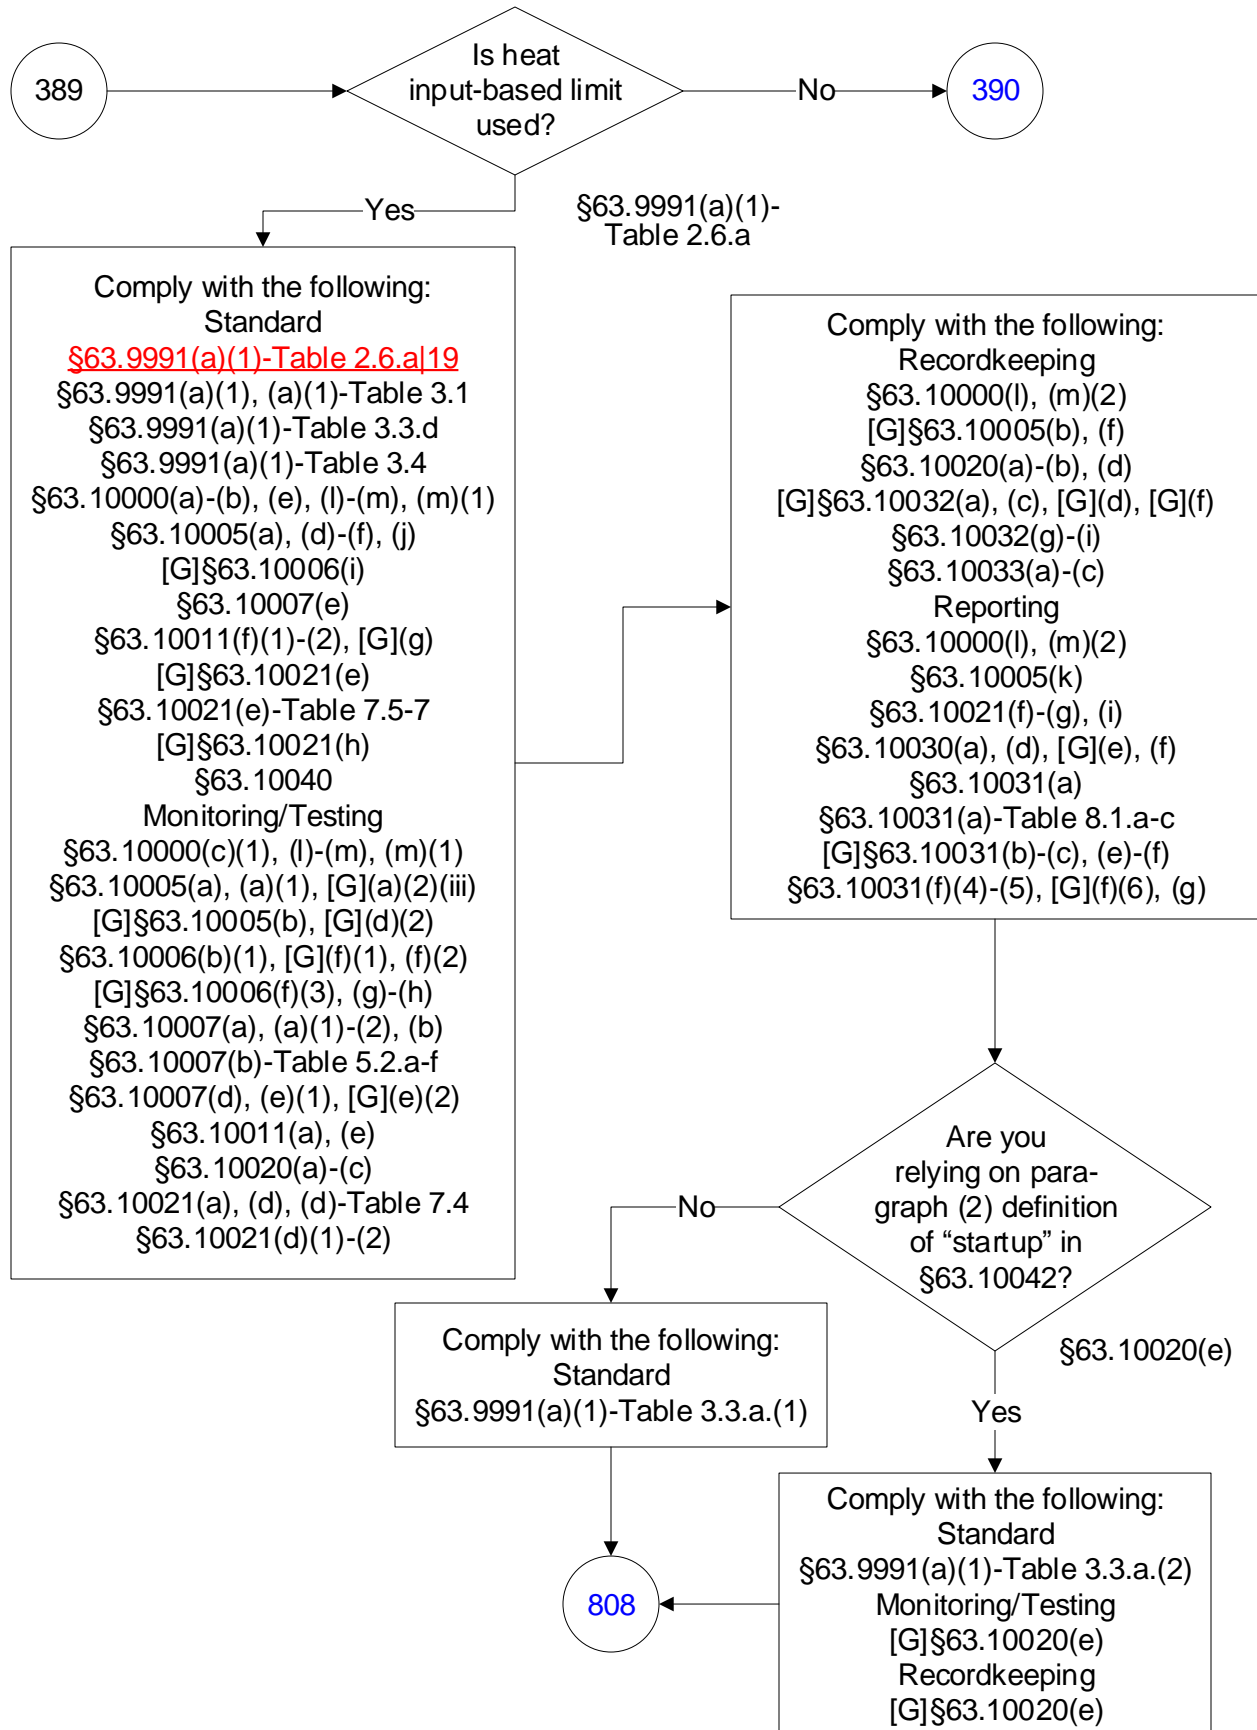 389
Is heat
input-based limit
used?
No
390
Yes
§63.9991(a)(1)-
Table 2.6.a
Comply with the following:
Standard
§63.9991(a)(1)-Table 2.6.a|19
§63.9991(a)(1), (a)(1)-Table 3.1
§63.9991(a)(1)-Table 3.3.d
§63.9991(a)(1)-Table 3.4
§63.10000(a)-(b), (e), (l)-(m), (m)(1)
§63.10005(a), (d)-(f), (j)
[G]§63.10006(i)
§63.10007(e)
§63.10011(f)(1)-(2), [G](g)
[G]§63.10021(e)
§63.10021(e)-Table 7.5-7
[G]§63.10021(h)
§63.10040
Monitoring/Testing
§63.10000(c)(1), (l)-(m), (m)(1)
§63.10005(a), (a)(1), [G](a)(2)(iii)
[G]§63.10005(b), [G](d)(2)
§63.10006(b)(1), [G](f)(1), (f)(2)
[G]§63.10006(f)(3), (g)-(h)
§63.10007(a), (a)(1)-(2), (b)
§63.10007(b)-Table 5.2.a-f
§63.10007(d), (e)(1), [G](e)(2)
§63.10011(a), (e)
§63.10020(a)-(c)
§63.10021(a), (d), (d)-Table 7.4
§63.10021(d)(1)-(2)
Comply with the following:
Recordkeeping
§63.10000(l), (m)(2)
[G]§63.10005(b), (f)
§63.10020(a)-(b), (d)
[G]§63.10032(a), (c), [G](d), [G](f)
§63.10032(g)-(i)
§63.10033(a)-(c)
Reporting
§63.10000(l), (m)(2)
§63.10005(k)
§63.10021(f)-(g), (i)
§63.10030(a), (d), [G](e), (f)
§63.10031(a)
§63.10031(a)-Table 8.1.a-c
[G]§63.10031(b)-(c), (e)-(f)
§63.10031(f)(4)-(5), [G](f)(6), (g)
Are you
relying on para-
graph (2) definition
of “startup” in
§63.10042?
§63.10020(e)
No
Yes
Comply with the following:
Standard
§63.9991(a)(1)-Table 3.3.a.(1)
Comply with the following:
Standard
§63.9991(a)(1)-Table 3.3.a.(2)
Monitoring/Testing
[G]§63.10020(e)
Recordkeeping
[G]§63.10020(e)
808